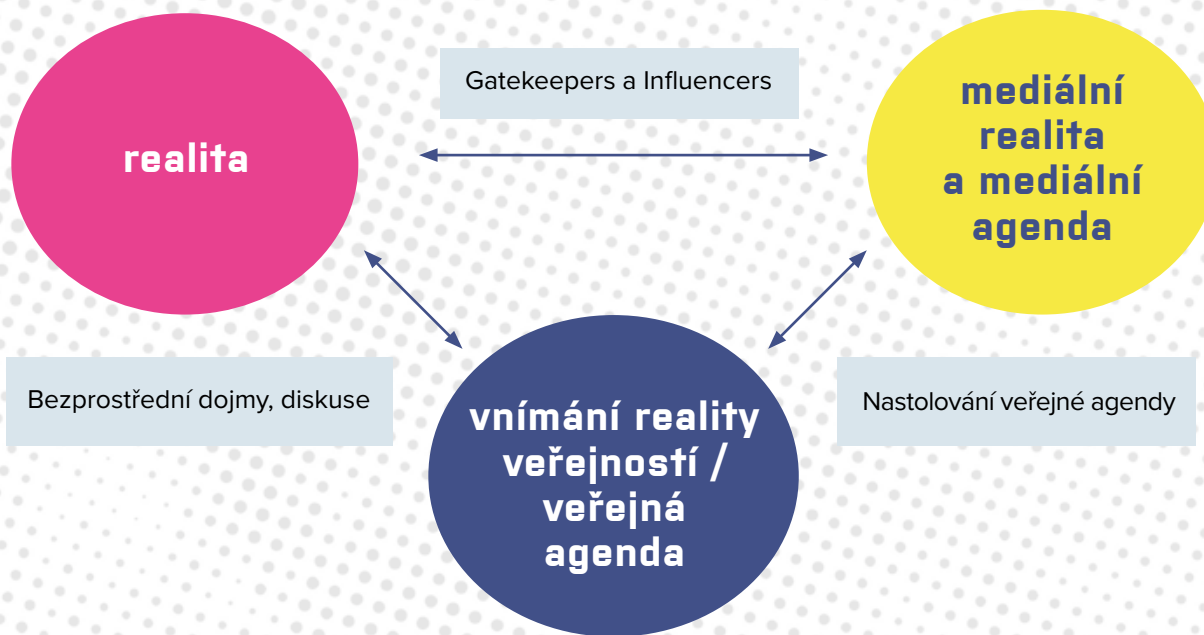 Gatekeepers a Influencers
realita
mediální
realita
a mediální
agenda
Bezprostřední dojmy, diskuse
Nastolování veřejné agendy
vnímání reality
veřejností /
veřejná
agenda